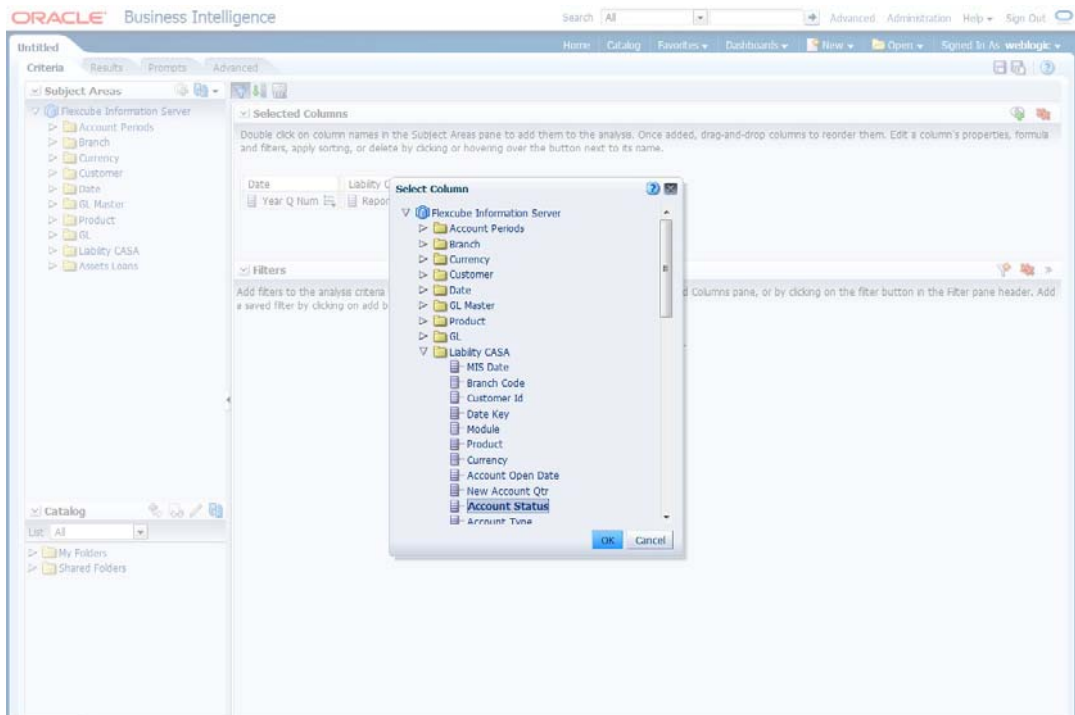 ORACLE Business Intelligence
Search All Advanced Administration Help Sign Out
Untitled
Home Catalog Favorites Dashboards New Open Signed In As weblogic
Criteria Results Prompts Advanced
Subject Areas
Flexcube Information Server
Account Periods
Branch
Currency
Customer
Date
GL Master
Product
GL
Liability CASA
Assets Loans
Selected Columns
Double click on column names in the Subject Areas pane to add them to the analysis. Once added, drag-and-drop columns to reorder them. Edit a column's properties, formula
and filters, apply sorting, or delete by clicking or hovering over the button next to its name.
Date
Year Q Num
Liability C
Repor
Filters
Add filters to the analysis criteria
d Columns pane, or by clicking on the filter button in the Filter pane header. Add
a saved filter by clicking on add b
Select Column
Flexcube Information Server
Account Periods
Branch
Currency
Customer
Date
GL Master
Product
GL
Liability CASA
MIS Date
Branch Code
Customer Id
Date Key
Module
Product
Currency
Account Open Date
New Account Qtr
Account Status
Account Type
OK Cancel
Catalog
List All
My Folders
Shared Folders